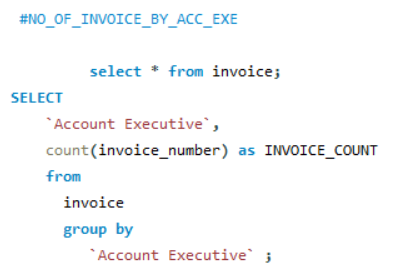 #NO_OF_INVOICE_BY_ACC_EXE
select * from invoice;
SELECT
`Account Executive`,
count(invoice_number) as INVOICE_COUNT
from
invoice
group by
`Account Executive` ;